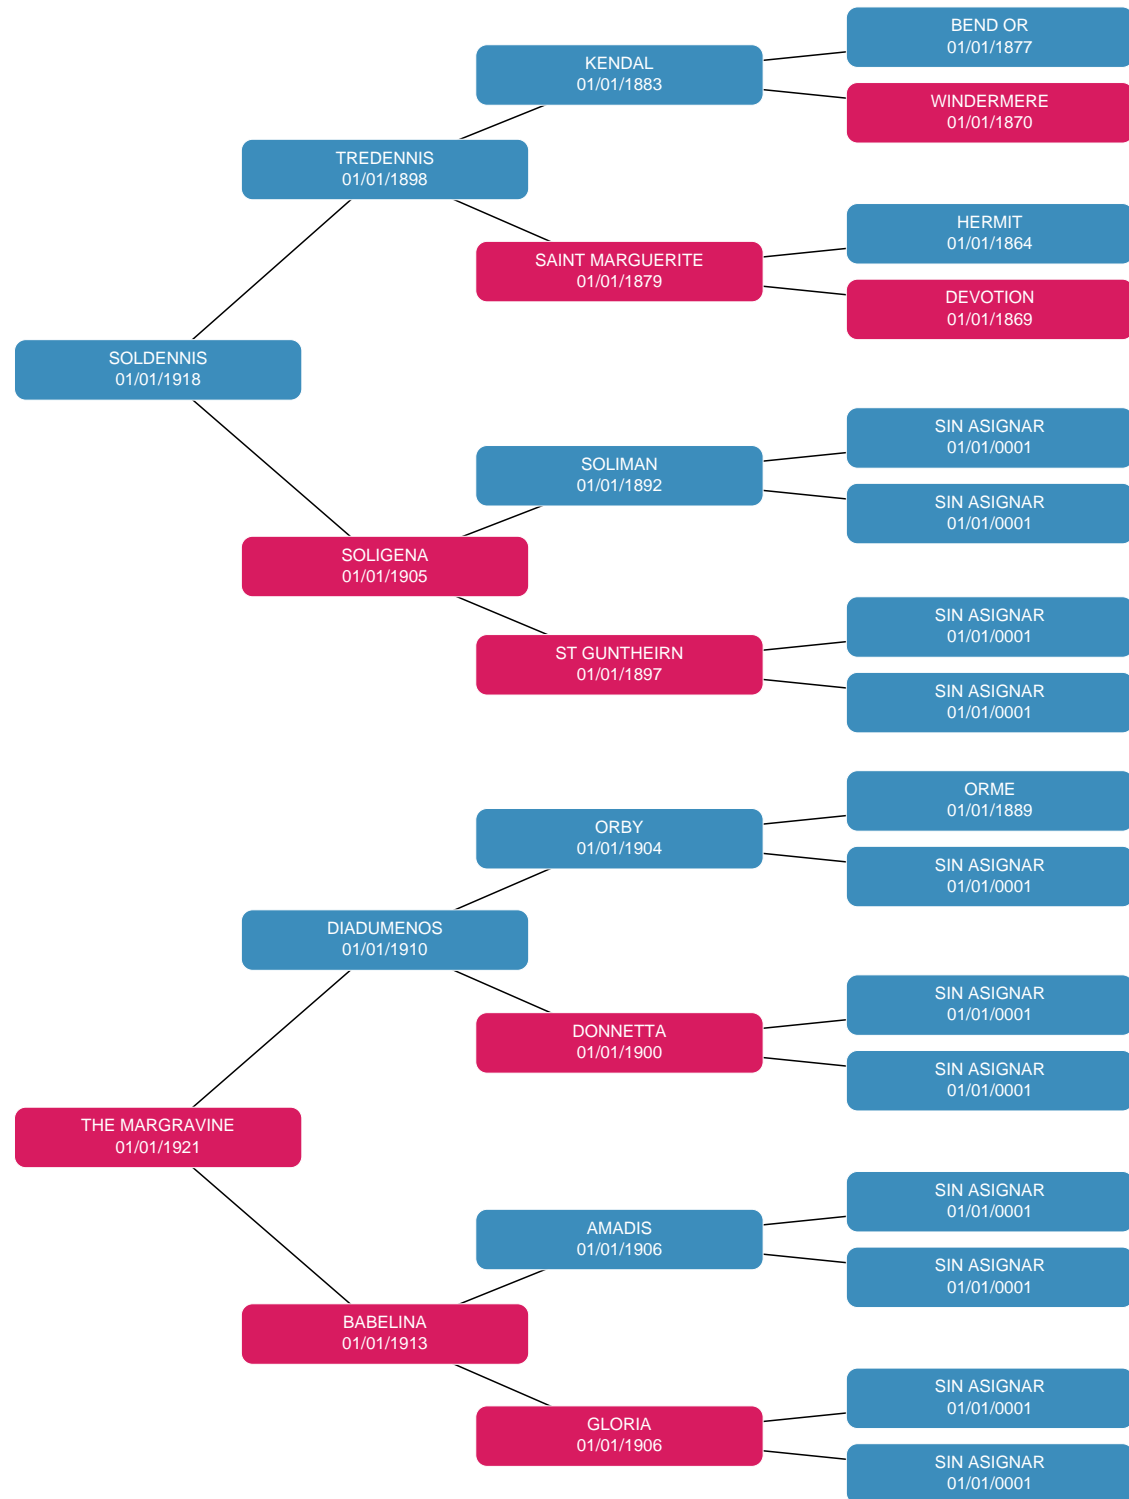 BEND OR
01/01/1877
KENDAL
01/01/1883
WINDERMERE
01/01/1870
TREDENNIS
01/01/1898
HERMIT
01/01/1864
SAINT MARGUERITE
01/01/1879
DEVOTION
01/01/1869
SOLDENNIS
01/01/1918
SIN ASIGNAR
01/01/0001
SOLIMAN
01/01/1892
SIN ASIGNAR
01/01/0001
SOLIGENA
01/01/1905
SIN ASIGNAR
01/01/0001
ST GUNTHEIRN
01/01/1897
SIN ASIGNAR
01/01/0001
ORME
01/01/1889
ORBY
01/01/1904
SIN ASIGNAR
01/01/0001
DIADUMENOS
01/01/1910
SIN ASIGNAR
01/01/0001
DONNETTA
01/01/1900
SIN ASIGNAR
01/01/0001
THE MARGRAVINE
01/01/1921
SIN ASIGNAR
01/01/0001
AMADIS
01/01/1906
SIN ASIGNAR
01/01/0001
BABELINA
01/01/1913
SIN ASIGNAR
01/01/0001
GLORIA
01/01/1906
SIN ASIGNAR
01/01/0001